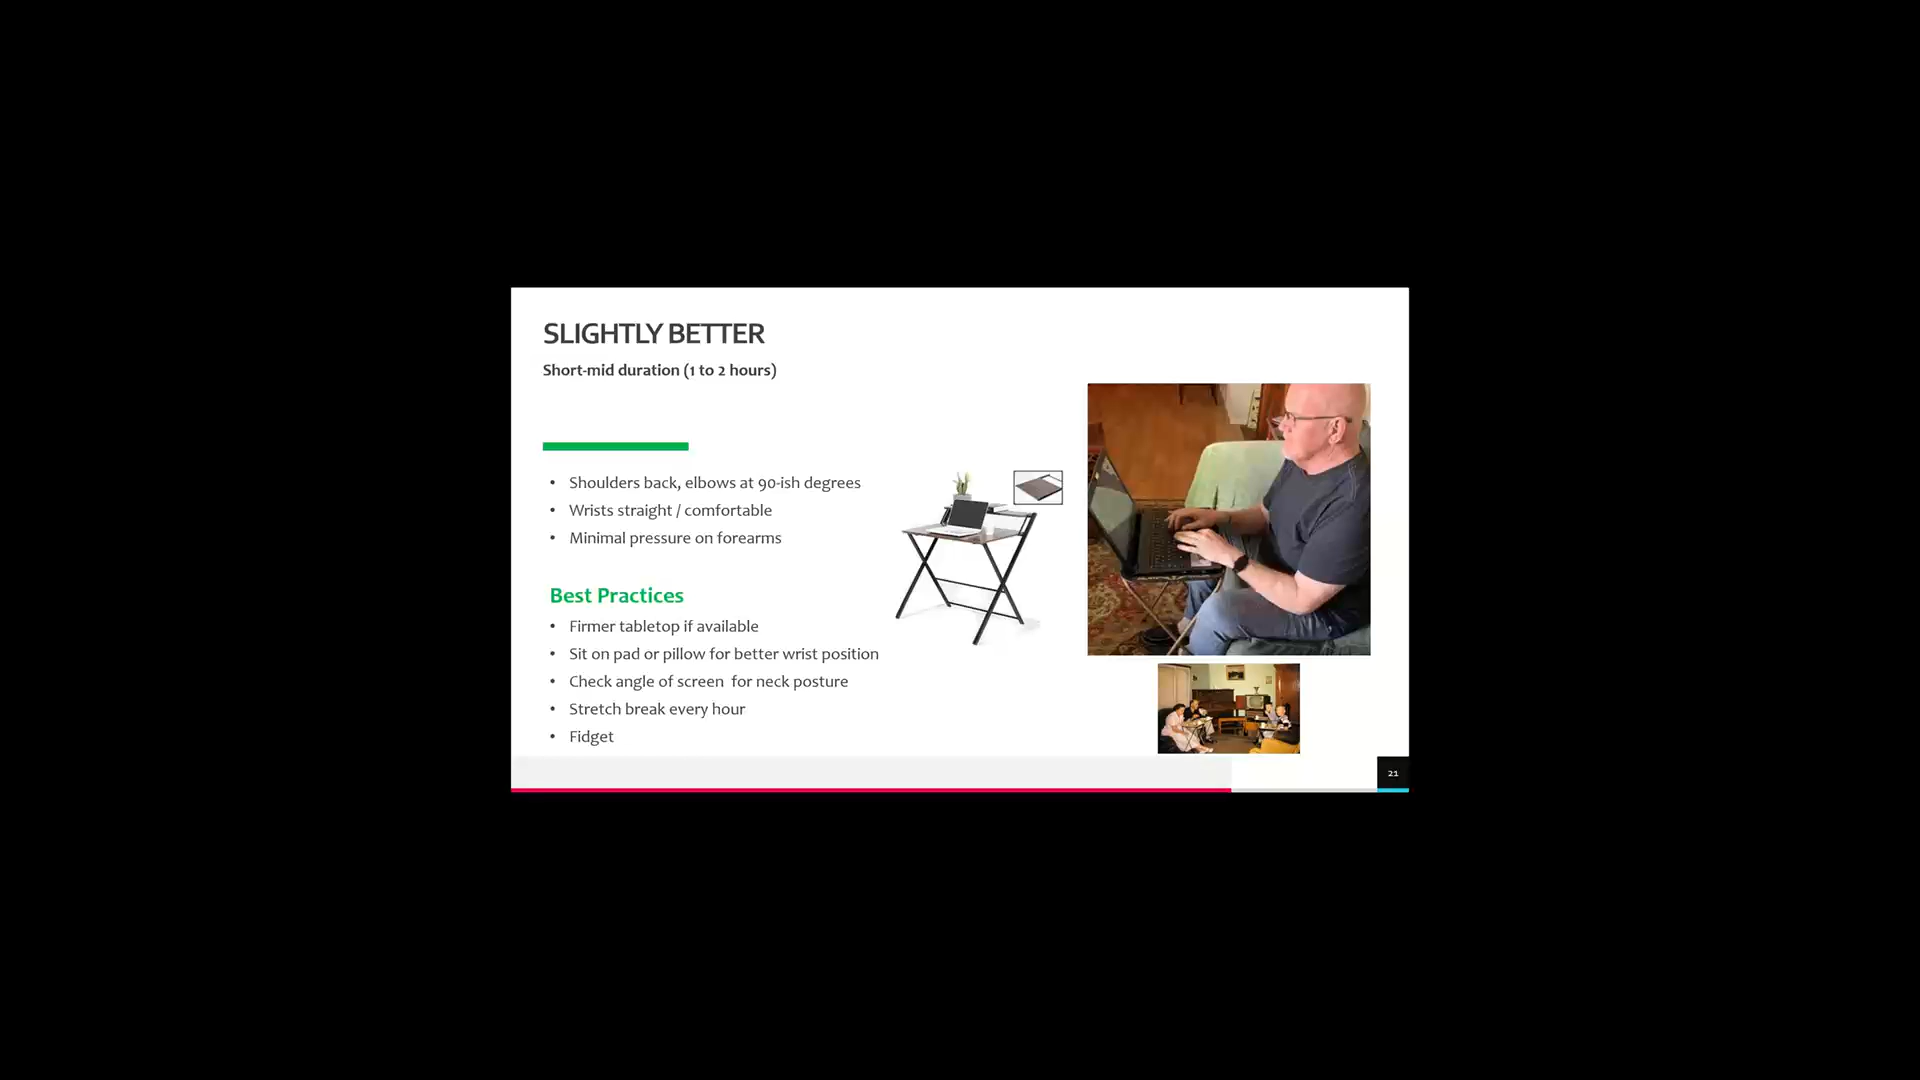 SLIGHTLY BETTER
Short-mid duration (1 to 2 hours)
• Shoulders back, elbows at 90-ish degrees
• Wrists straight / comfortable
• Minimal pressure on forearms
Best Practices
• Firmer tabletop if available
• Sit on pad or pillow for better wrist position
• Check angle of screen for neck posture
• Stretch break every hour
• Fidget
21